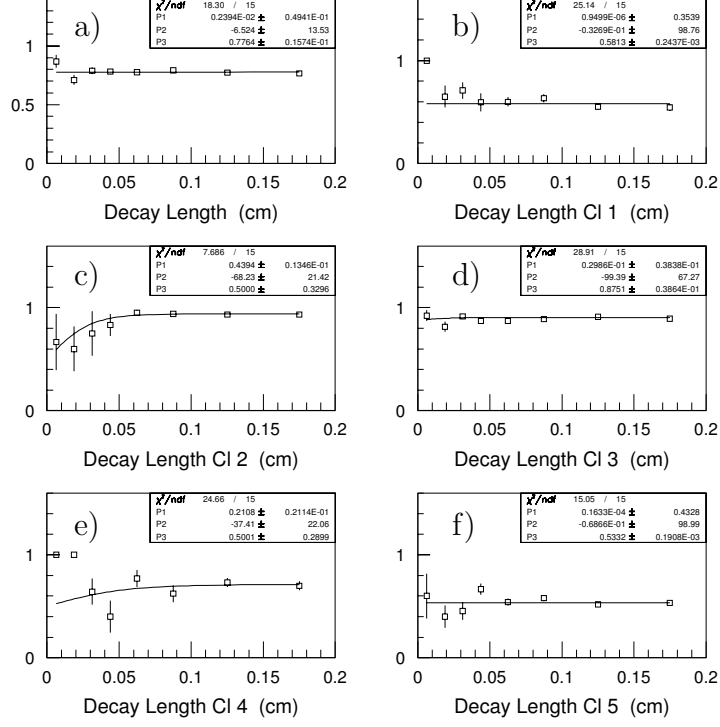 a)
χ²/ndf 18.30 / 15
P1 0.2394E-02 ± 0.4941E-01
P2 -6.524 ± 13.53
P3 0.7764 ± 0.1574E-01
1
0.5
0
0 0.05 0.1 0.15 0.2
Decay Length (cm)
b)
χ²/ndf 25.14 / 15
P1 0.9499E-06 ± 0.3539
P2 -0.3269E-01 ± 98.76
P3 0.5813 ± 0.2437E-03
1
0
0 0.05 0.1 0.15 0.2
Decay Length Cl 1 (cm)
c)
χ²/ndf 7.686 / 15
P1 0.4394 ± 0.1346E-01
P2 -68.23 ± 21.42
P3 0.5000 ± 0.3296
1
0
0 0.05 0.1 0.15 0.2
Decay Length Cl 2 (cm)
d)
χ²/ndf 28.91 / 15
P1 0.2986E-01 ± 0.3838E-01
P2 -99.39 ± 67.27
P3 0.8751 ± 0.3864E-01
1
0
0 0.05 0.1 0.15 0.2
Decay Length Cl 3 (cm)
e)
χ²/ndf 24.66 / 15
P1 0.2108 ± 0.2114E-01
P2 -37.41 ± 22.06
P3 0.5001 ± 0.2899
1
0
0 0.05 0.1 0.15 0.2
Decay Length Cl 4 (cm)
f)
χ²/ndf 15.05 / 15
P1 0.1633E-04 ± 0.4328
P2 -0.6866E-01 ± 98.99
P3 0.5332 ± 0.1908E-03
1
0
0 0.05 0.1 0.15 0.2
Decay Length Cl 5 (cm)